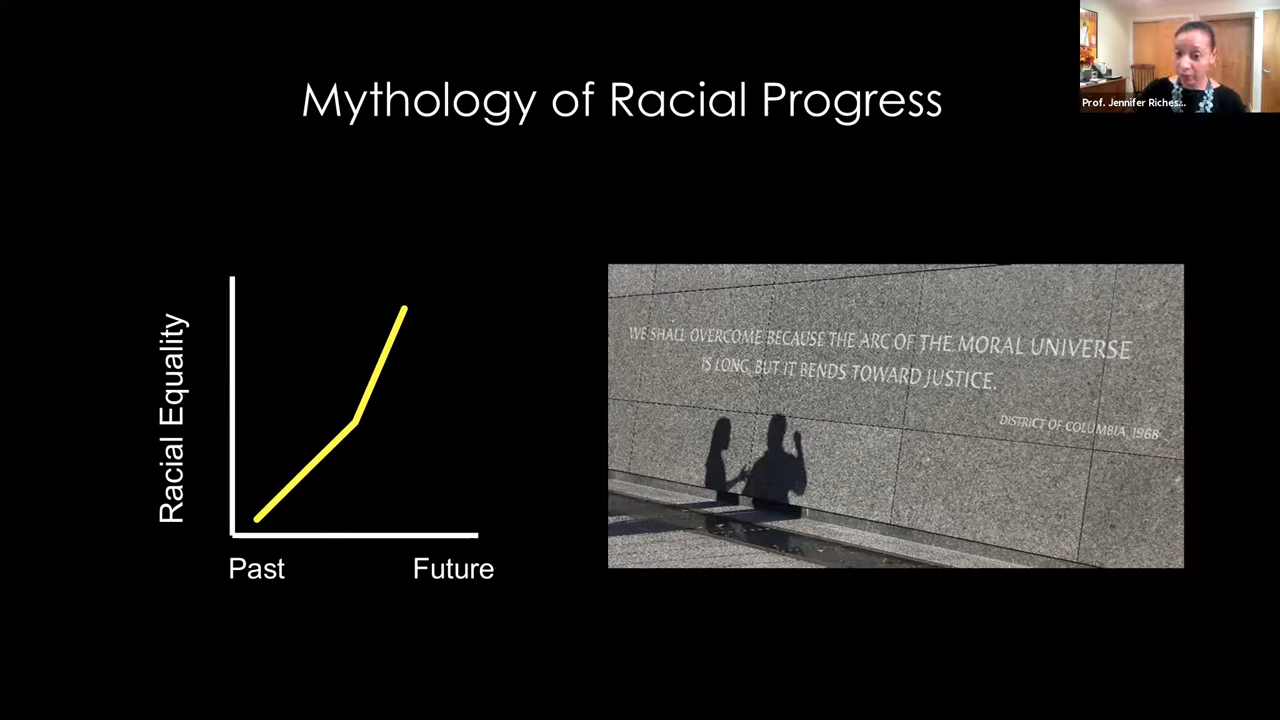 Mythology of Racial Progress
Prof. Jennifer Riches...
Racial Equality
Past
Future
WE SHALL OVERCOME BECAUSE THE ARC OF THE MORAL UNIVERSE
IS LONG, BUT IT BENDS TOWARD JUSTICE.
DISTRICT OF COLUMBIA, 1968